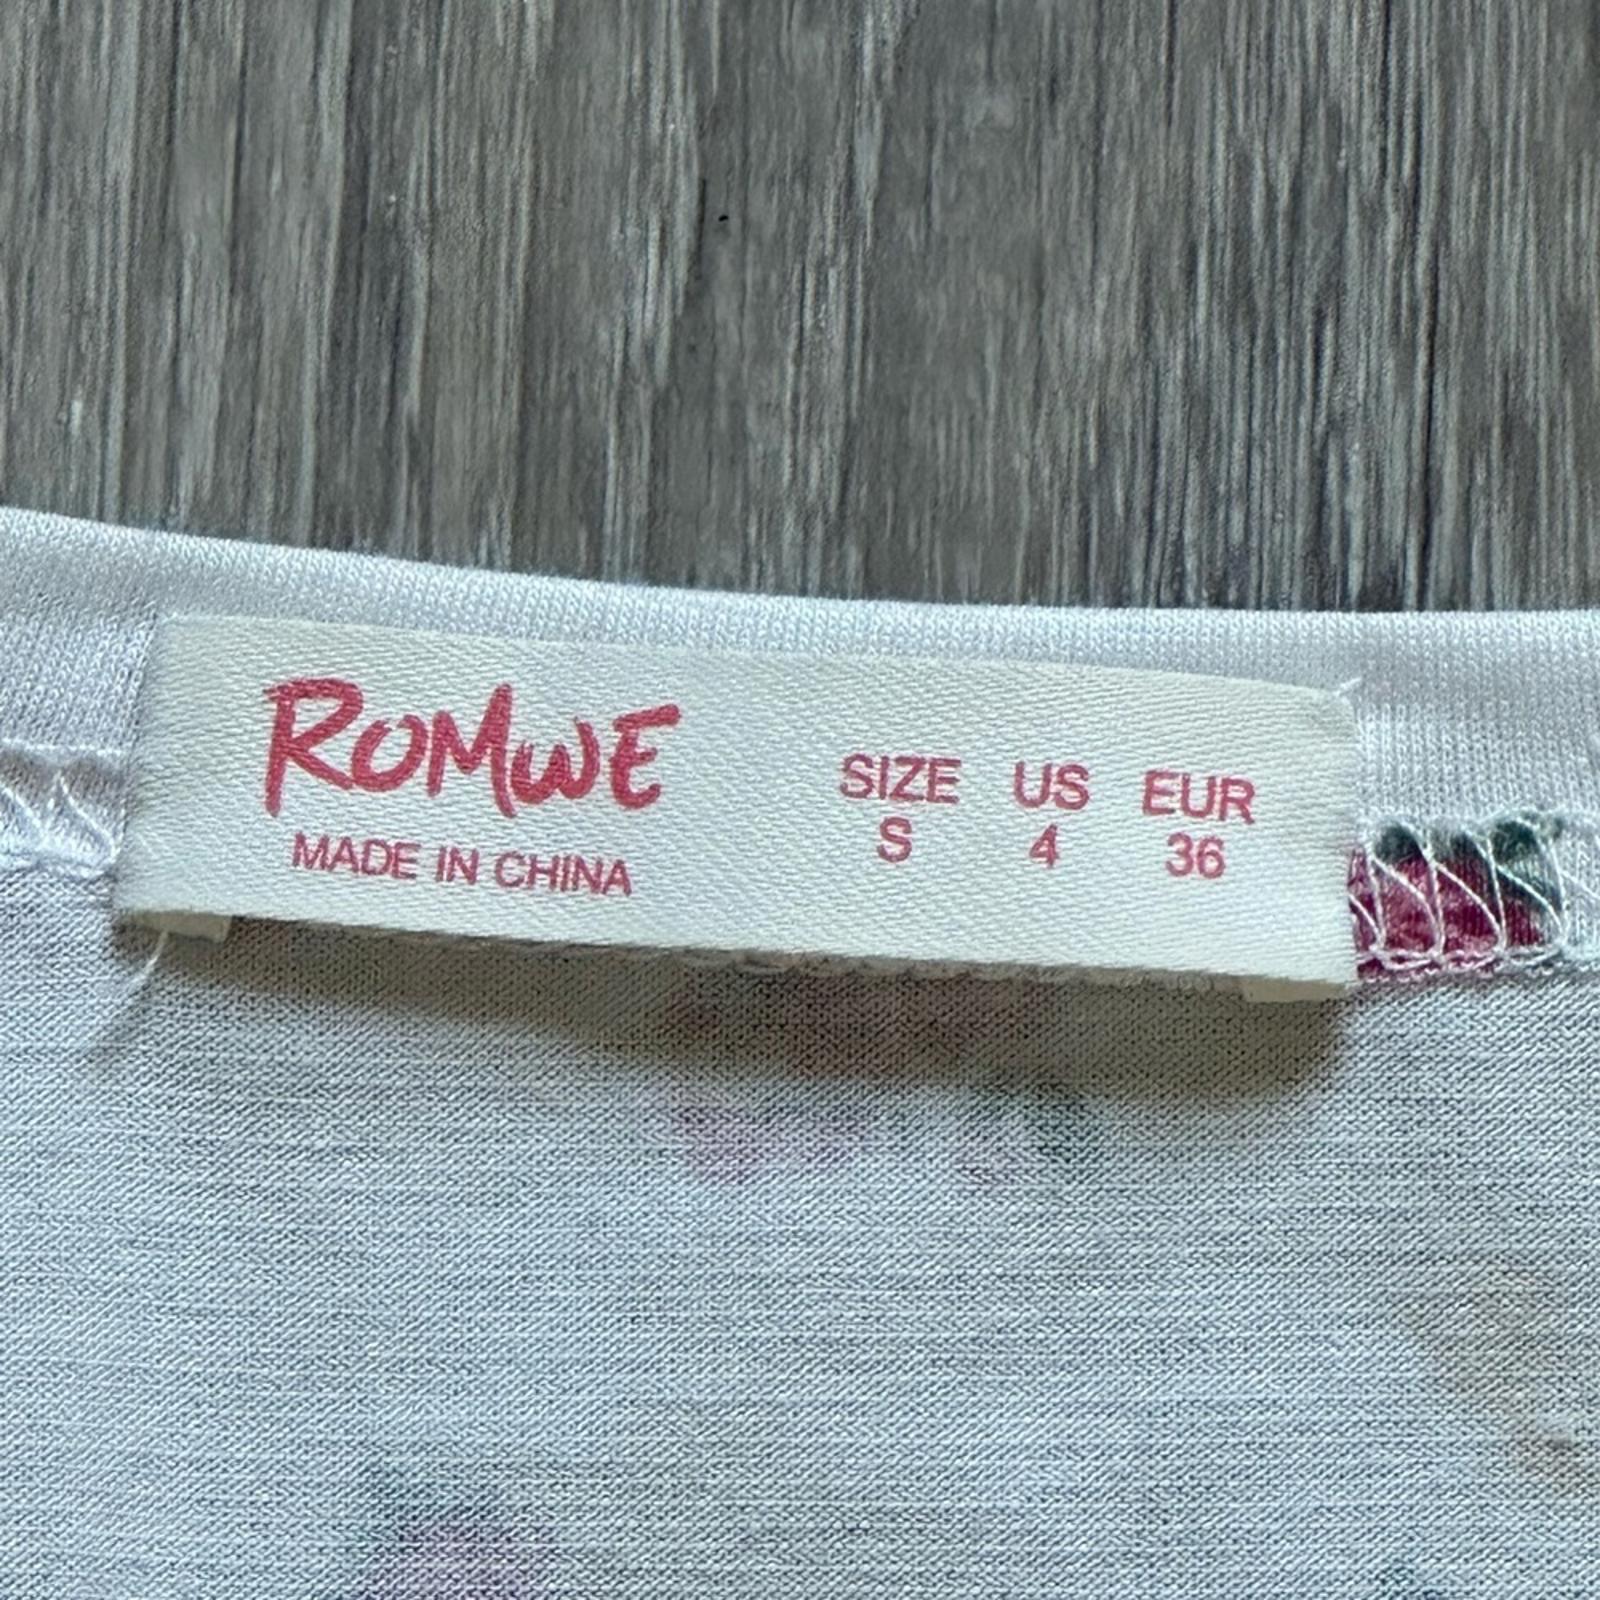 ROMWE
MADE IN CHINA
SIZE US EUR
S 4 36